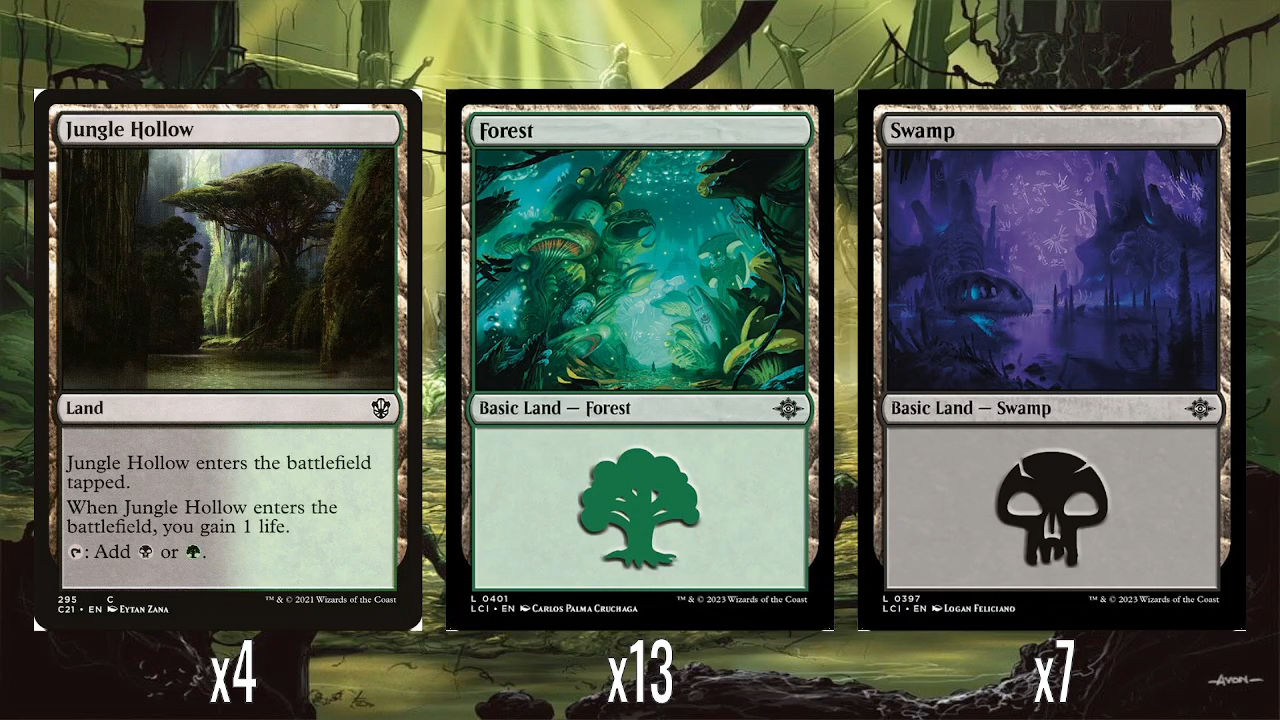 Jungle Hollow
Land
Jungle Hollow enters the battlefield
tapped.
When Jungle Hollow enters the
battlefield, you gain 1 life.
: Add or .
295 C
C21 • EN EYTAN ZANA
™ & © 2021 Wizards of the Coast
x4
Forest
Basic Land — Forest
L 0401
LCI • EN CARLOS PALMA CRUCHAGA
™ & © 2023 Wizards of the Coast
x13
Swamp
Basic Land — Swamp
L 0397
LCI • EN LOGAN FELICIANO
™ & © 2023 Wizards of the Coast
x7
-AVON-